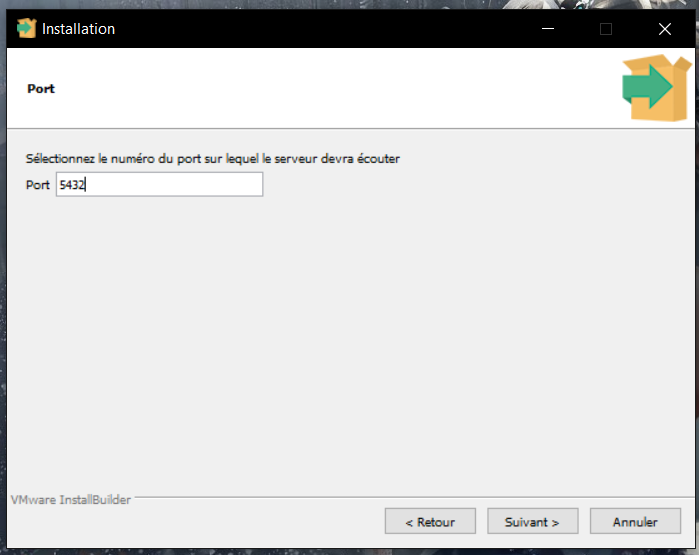 Installation
Port
Sélectionnez le numéro du port sur lequel le serveur devra écouter
Port 5432
VMware InstallBuilder
< Retour Suivant > Annuler